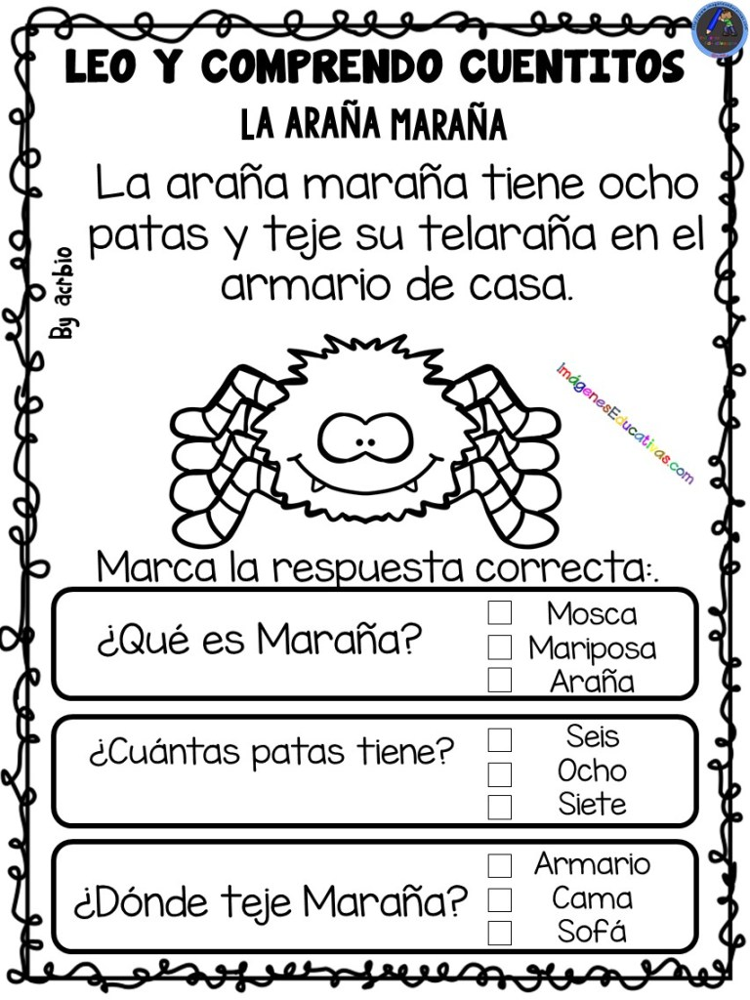 LEO Y COMPRENDO CUENTITOS
LA ARAÑA MARAÑA
La araña maraña tiene ocho
patas y teje su telaraña en el
armario de casa.
By acrbio
ImágenesEducativas.com
Marca la respuesta correcta:.
¿Qué es Maraña?
Mosca
Mariposa
Araña
¿Cuántas patas tiene?
Seis
Ocho
Siete
¿Dónde teje Maraña?
Armario
Cama
Sofá